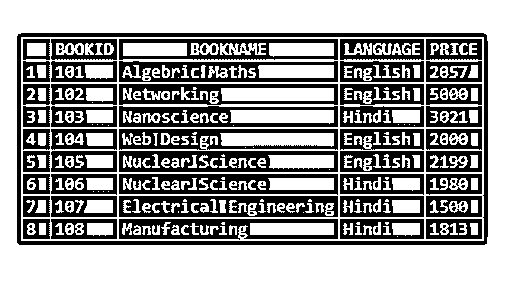 BOOKID BOOKNAME LANGUAGE PRICE
1 101 Algebric Maths English 2057
2 102 Networking English 5000
3 103 Nanoscience Hindi 3021
4 104 Web Design English 2000
5 105 Nuclear Science English 2199
6 106 Nuclear Science Hindi 1980
7 107 Electrical Engineering Hindi 1500
8 108 Manufacturing Hindi 1813